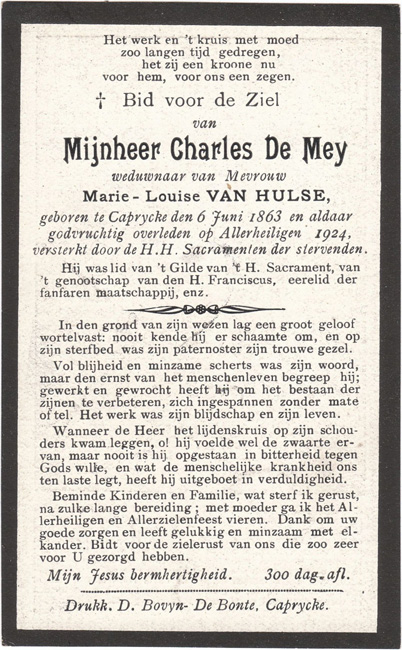 Het werk en 't kruis met moed
zoo langen tijd gedregen,
het zij een kroone nu
voor hem, voor ons een zegen.
† Bid voor de Ziel
van
Mijnheer Charles De Mey
weduwnaar van Mevrouw
Marie-Louise VAN HULSE,
geboren te Caprycke den 6 Juni 1863 en aldaar
godvruchtig overleden op Allerheiligen 1924,
versterkt door de H.H. Sacramenten der stervenden.
Hij was lid van 't Gilde van 't H. Sacrament, van
't genootschap van den H. Franciscus, eerelid der
fanfaren maatschappij, enz.
In den grond van zijn wezen lag een groot geloof
wortelvast: nooit kende hij er schaamte om, en op
zijn sterfbed was zijn paternoster zijn trouwe gezel.
Vol blijheid en minzame scherts was zijn woord,
maar den ernst van het menschenleven begreep hij;
gewerkt en gewrocht heeft hij om het bestaan der
zijnen te verbeteren, zich ingespannen zonder mate
of tel. Het werk was zijn blijdschap en zijn leven.
Wanneer de Heer het lijdenskruis op zijn schou-
ders kwam leggen, o! hij voelde wel de zwaarte er-
van, maar nooit is hij opgestaan in bitterheid tegen
Gods wille, en wat de menschelijke krankheid ons
ten laste legt, heeft hij uitgeboet in verduldigheid.
Beminde Kinderen en Familie, wat sterf ik gerust,
na zulke lange bereiding; met moeder ga ik het Al-
lerheiligen en Allerzielenfeest vieren. Dank om uw
goede zorgen en leeft gelukkig en minzaam met el-
kander. Bidt voor de zielerust van ons die zoo zeer
voor U gezorgd hebben.
Mijn Jesus bermhertigheid. 300 dag. afl.
Drukk. D. Bovyn-De Bonte, Caprycke.